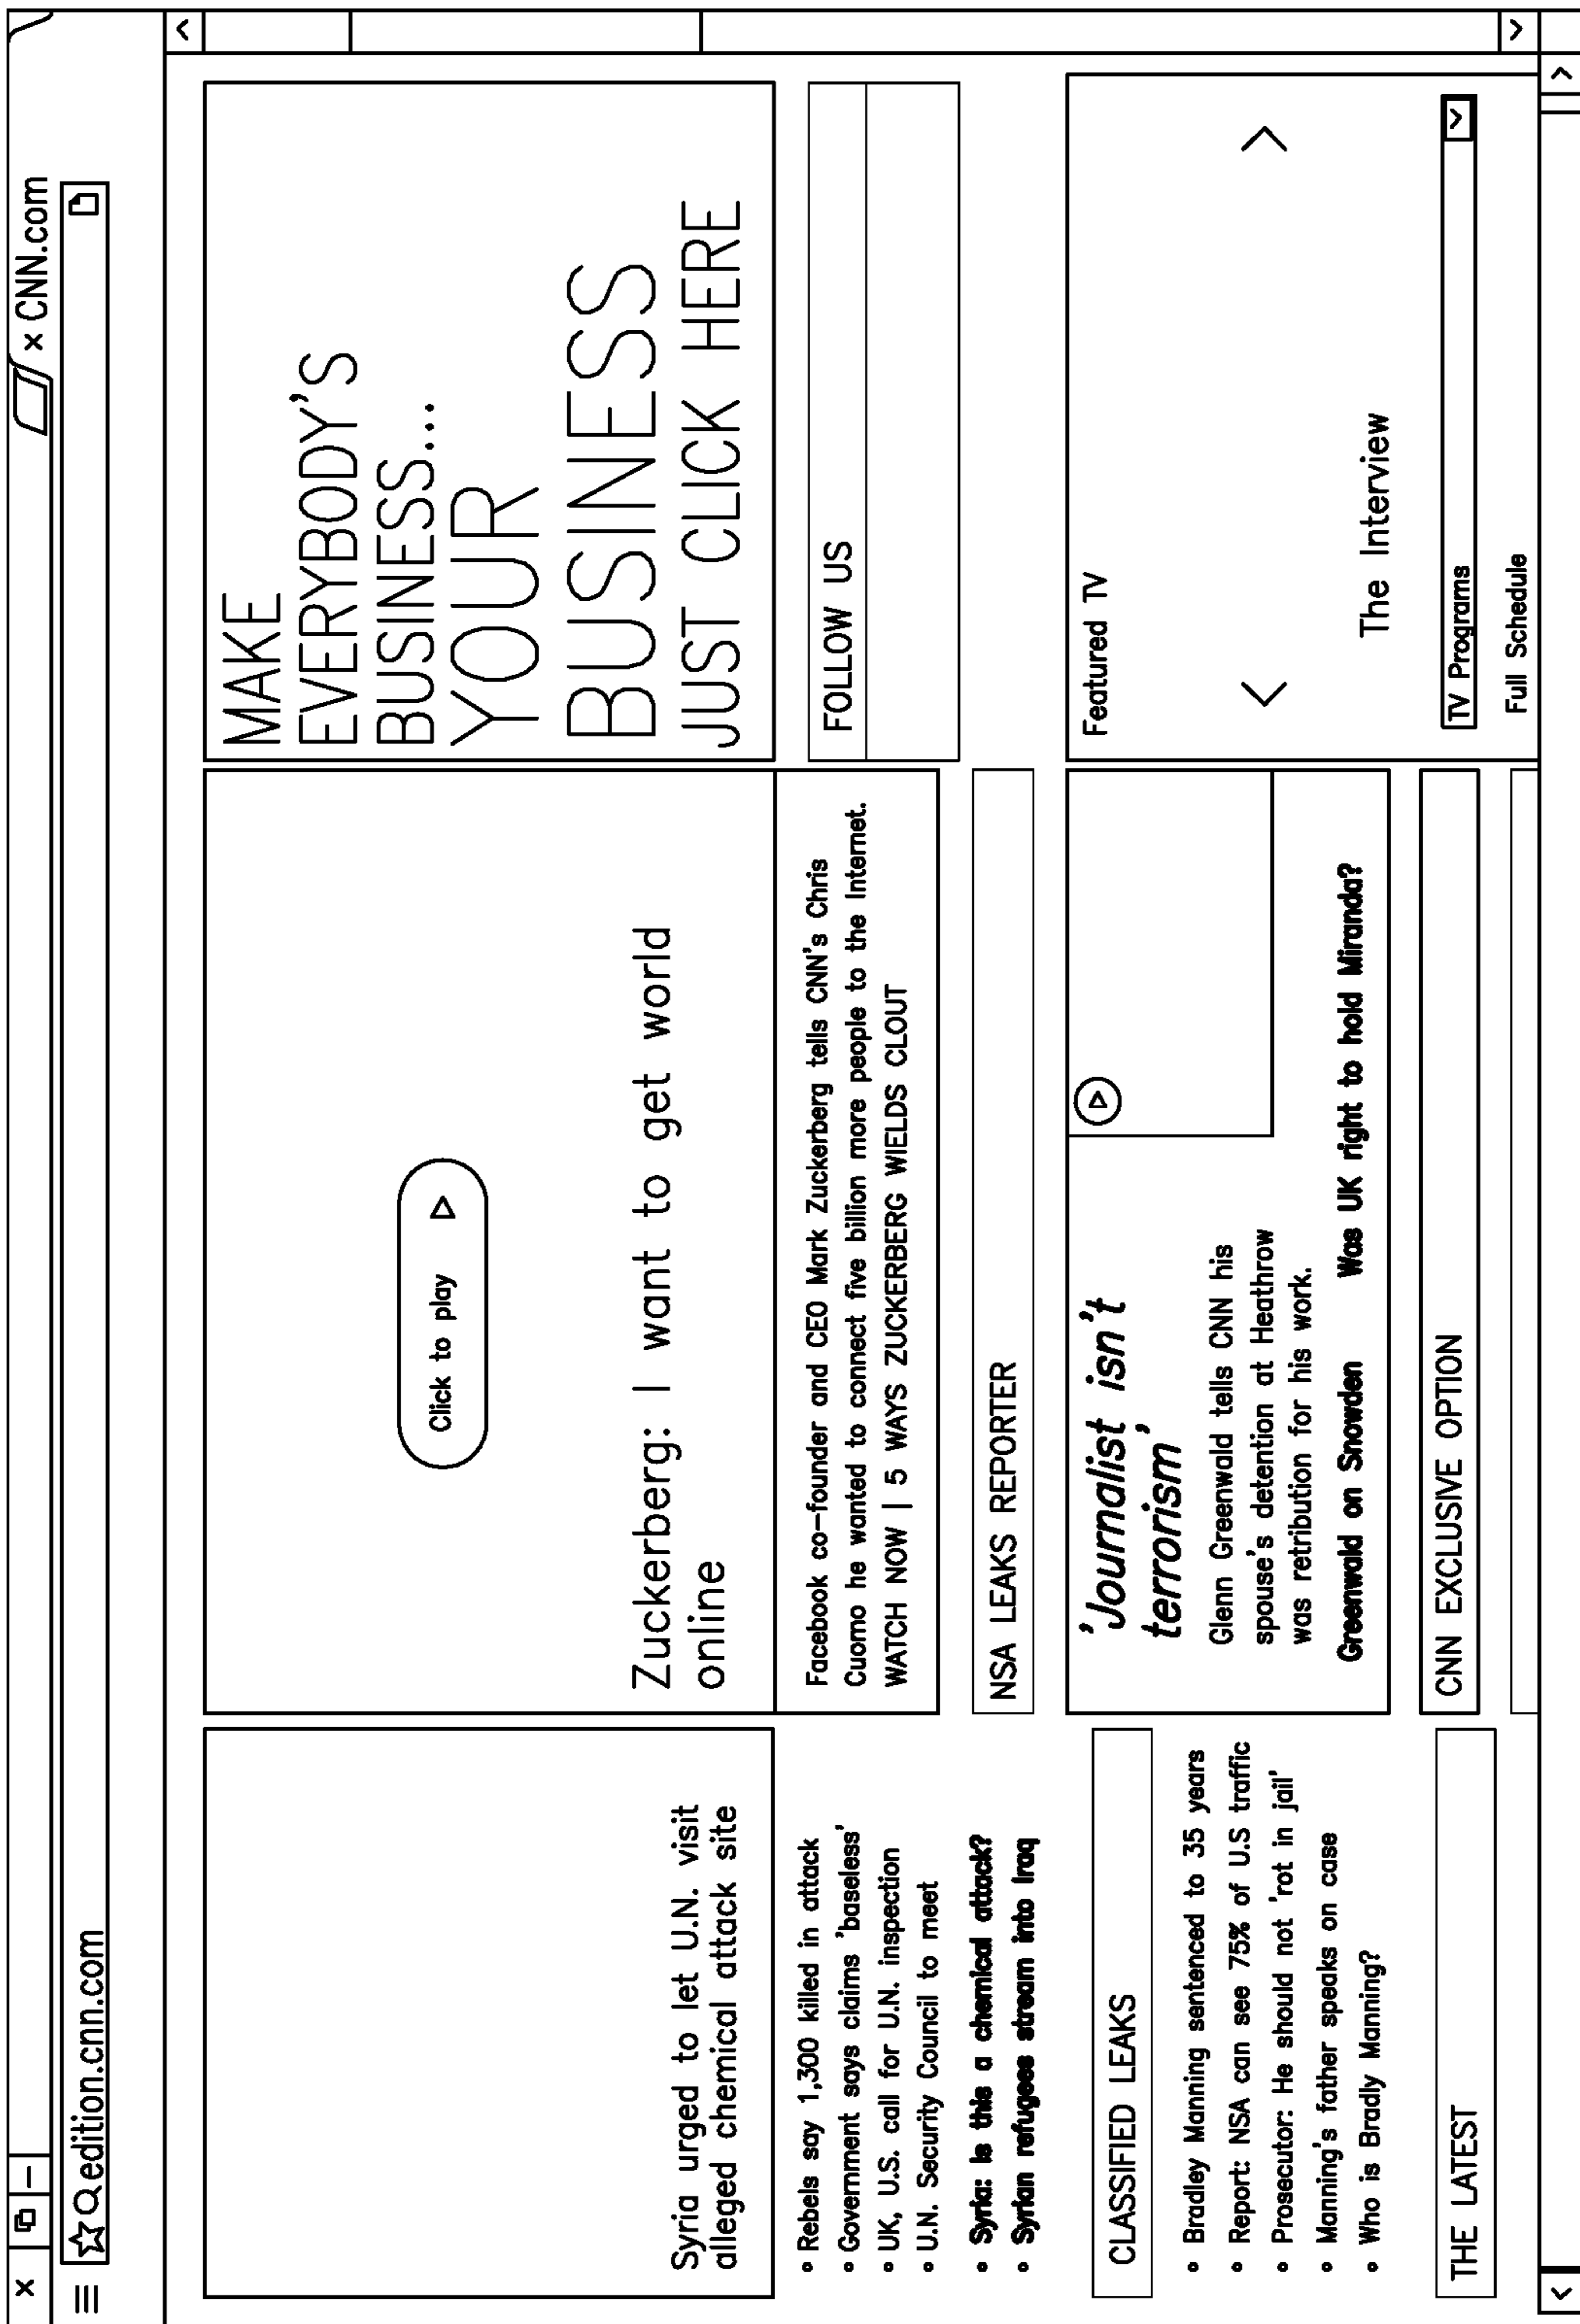 × CNN.com
edition.cnn.com
Syria urged to let U.N. visit
alleged chemical attack site
• Rebels say 1,300 killed in attack
• Government says claims 'baseless'
• UK, U.S. call for U.N. inspection
• U.N. Security Council to meet
• Syria: Is this a chemical attack?
• Syrian refugees stream into Iraq
CLASSIFIED LEAKS
• Bradley Manning sentenced to 35 years
• Report: NSA can see 75% of U.S traffic
• Prosecutor: He should not 'rot in jail'
• Manning's father speaks on case
• Who is Bradly Manning?
THE LATEST
Click to play
Zuckerberg: I want to get world
online
Facebook co-founder and CEO Mark Zuckerberg tells CNN's Chris
Cuomo he wanted to connect five billion more people to the Internet.
WATCH NOW | 5 WAYS ZUCKERBERG WIELDS CLOUT
NSA LEAKS REPORTER
'Journalist isn't
terrorism'
Glenn Greenwald tells CNN his
spouse's detention at Heathrow
was retribution for his work.
Greenwald on Snowden Was UK right to hold Miranda?
CNN EXCLUSIVE OPTION
MAKE
EVERYBODY'S
BUSINESS...
YOUR
BUSINESS
JUST CLICK HERE
FOLLOW US
Featured TV
The Interview
TV Programs
Full Schedule